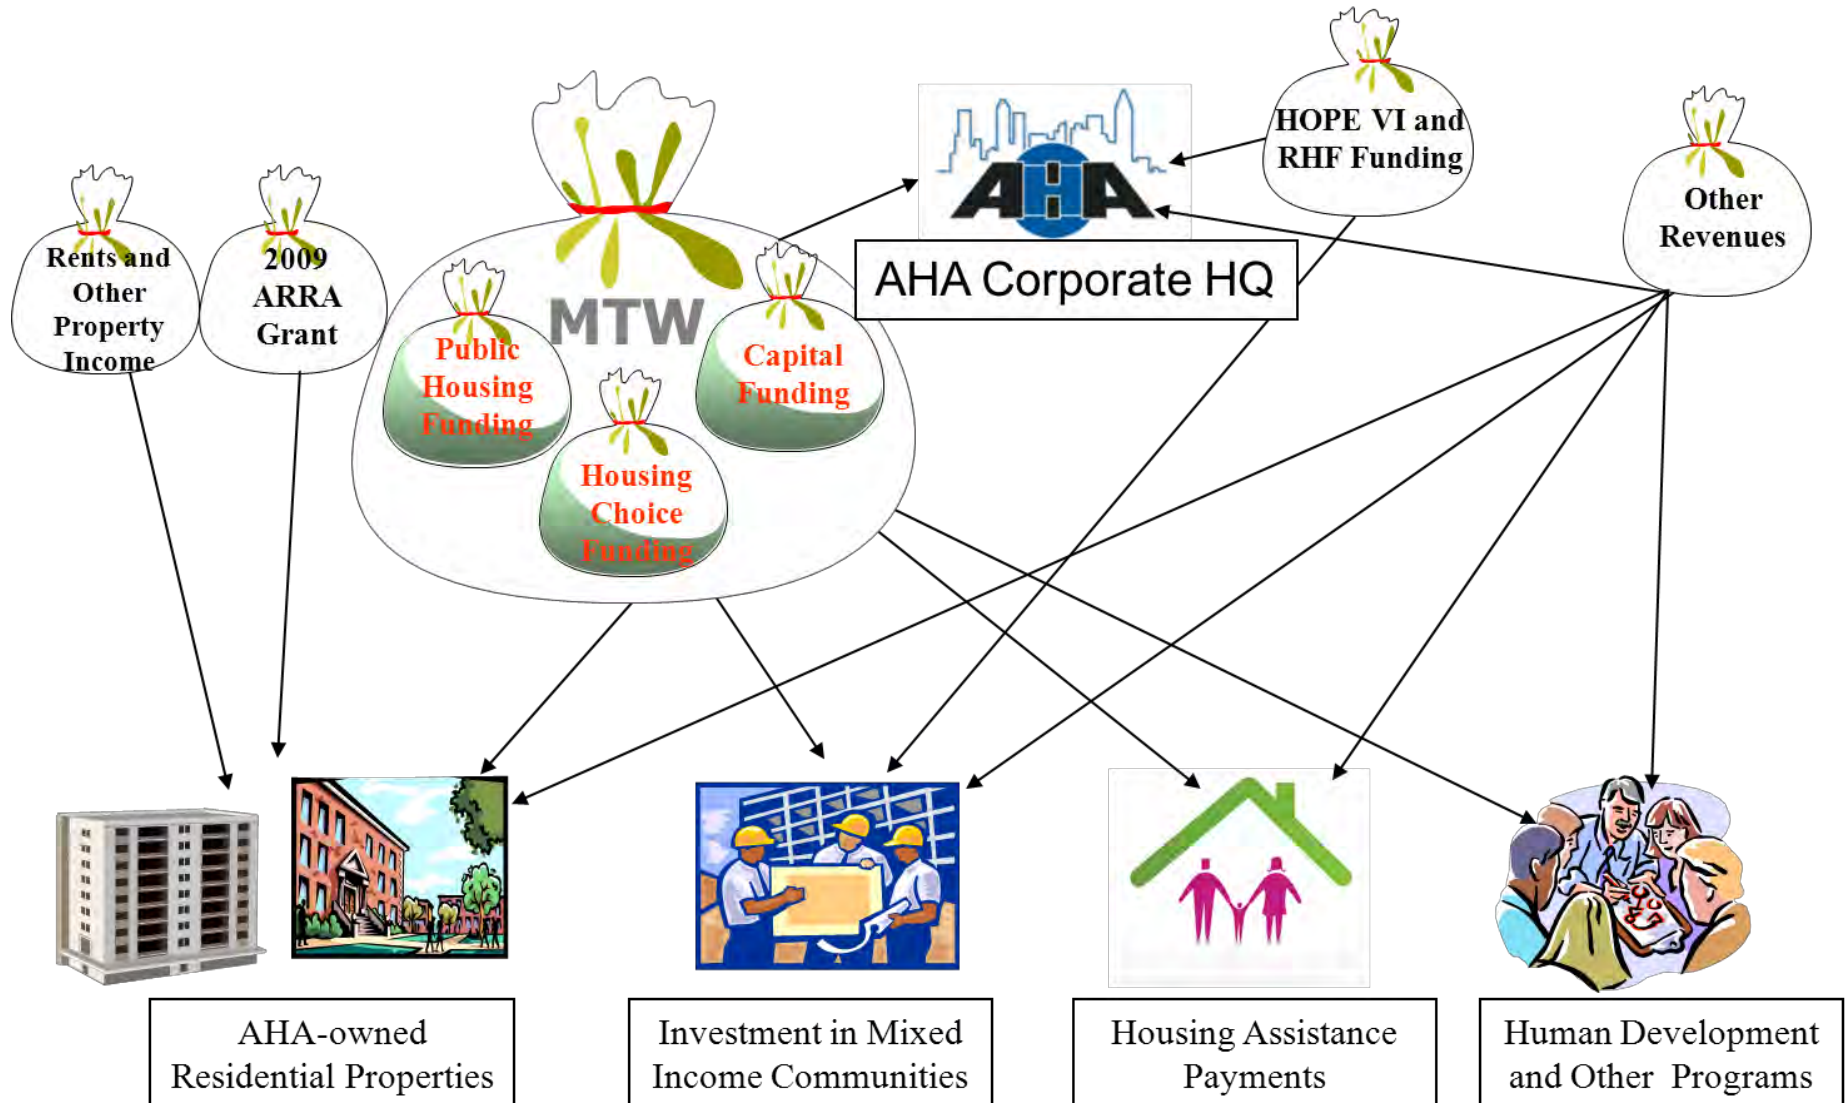 HOPE VI and
RHF Funding
Other
Revenues
AHA
AHA Corporate HQ
Rents and
Other
Property
Income
2009
ARRA
Grant
MTW
Public
Housing
Funding
Capital
Funding
Housing
Choice
Funding
AHA-owned
Residential Properties
Investment in Mixed
Income Communities
Housing Assistance
Payments
Human Development
and Other Programs